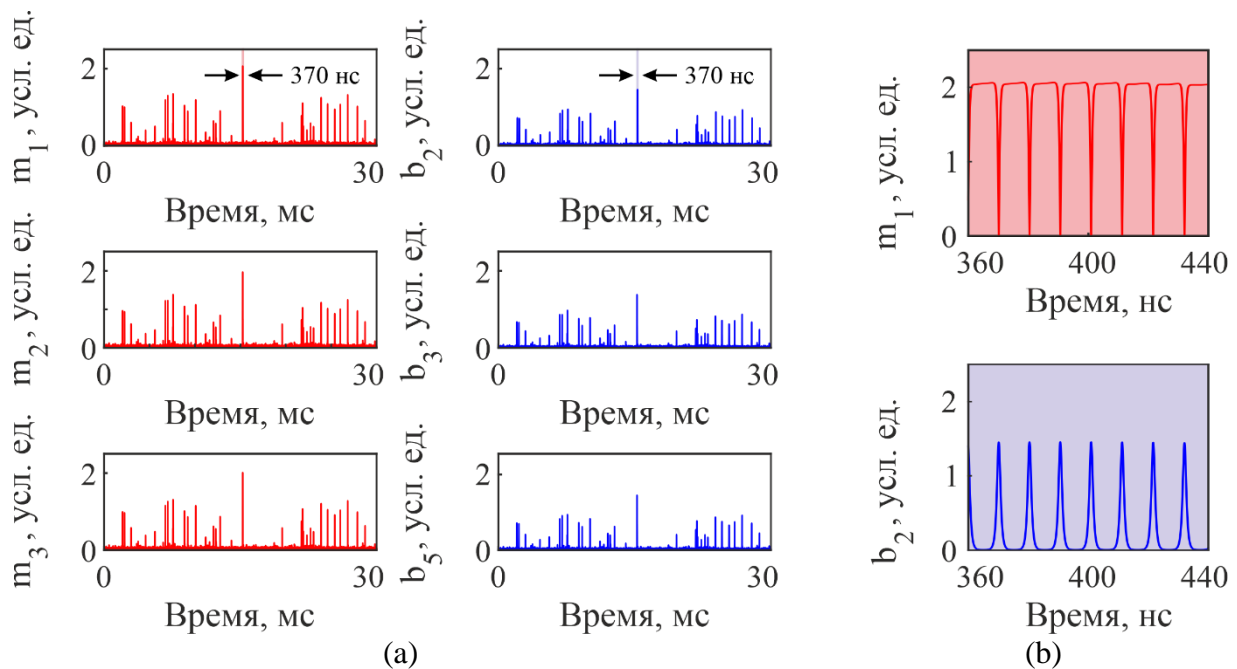 m1, усл. ед.
2
0
370 нс
0
30
Время, мс
b2, усл. ед.
2
0
370 нс
0
30
Время, мс
m2, усл. ед.
2
0
0
30
Время, мс
b3, усл. ед.
2
0
0
30
Время, мс
m3, усл. ед.
2
0
0
30
Время, мс
b5, усл. ед.
2
0
0
30
Время, мс
(a)
m1, усл. ед.
2
1
0
360
400
440
Время, нс
b2, усл. ед.
2
1
0
360
400
440
Время, нс
(b)